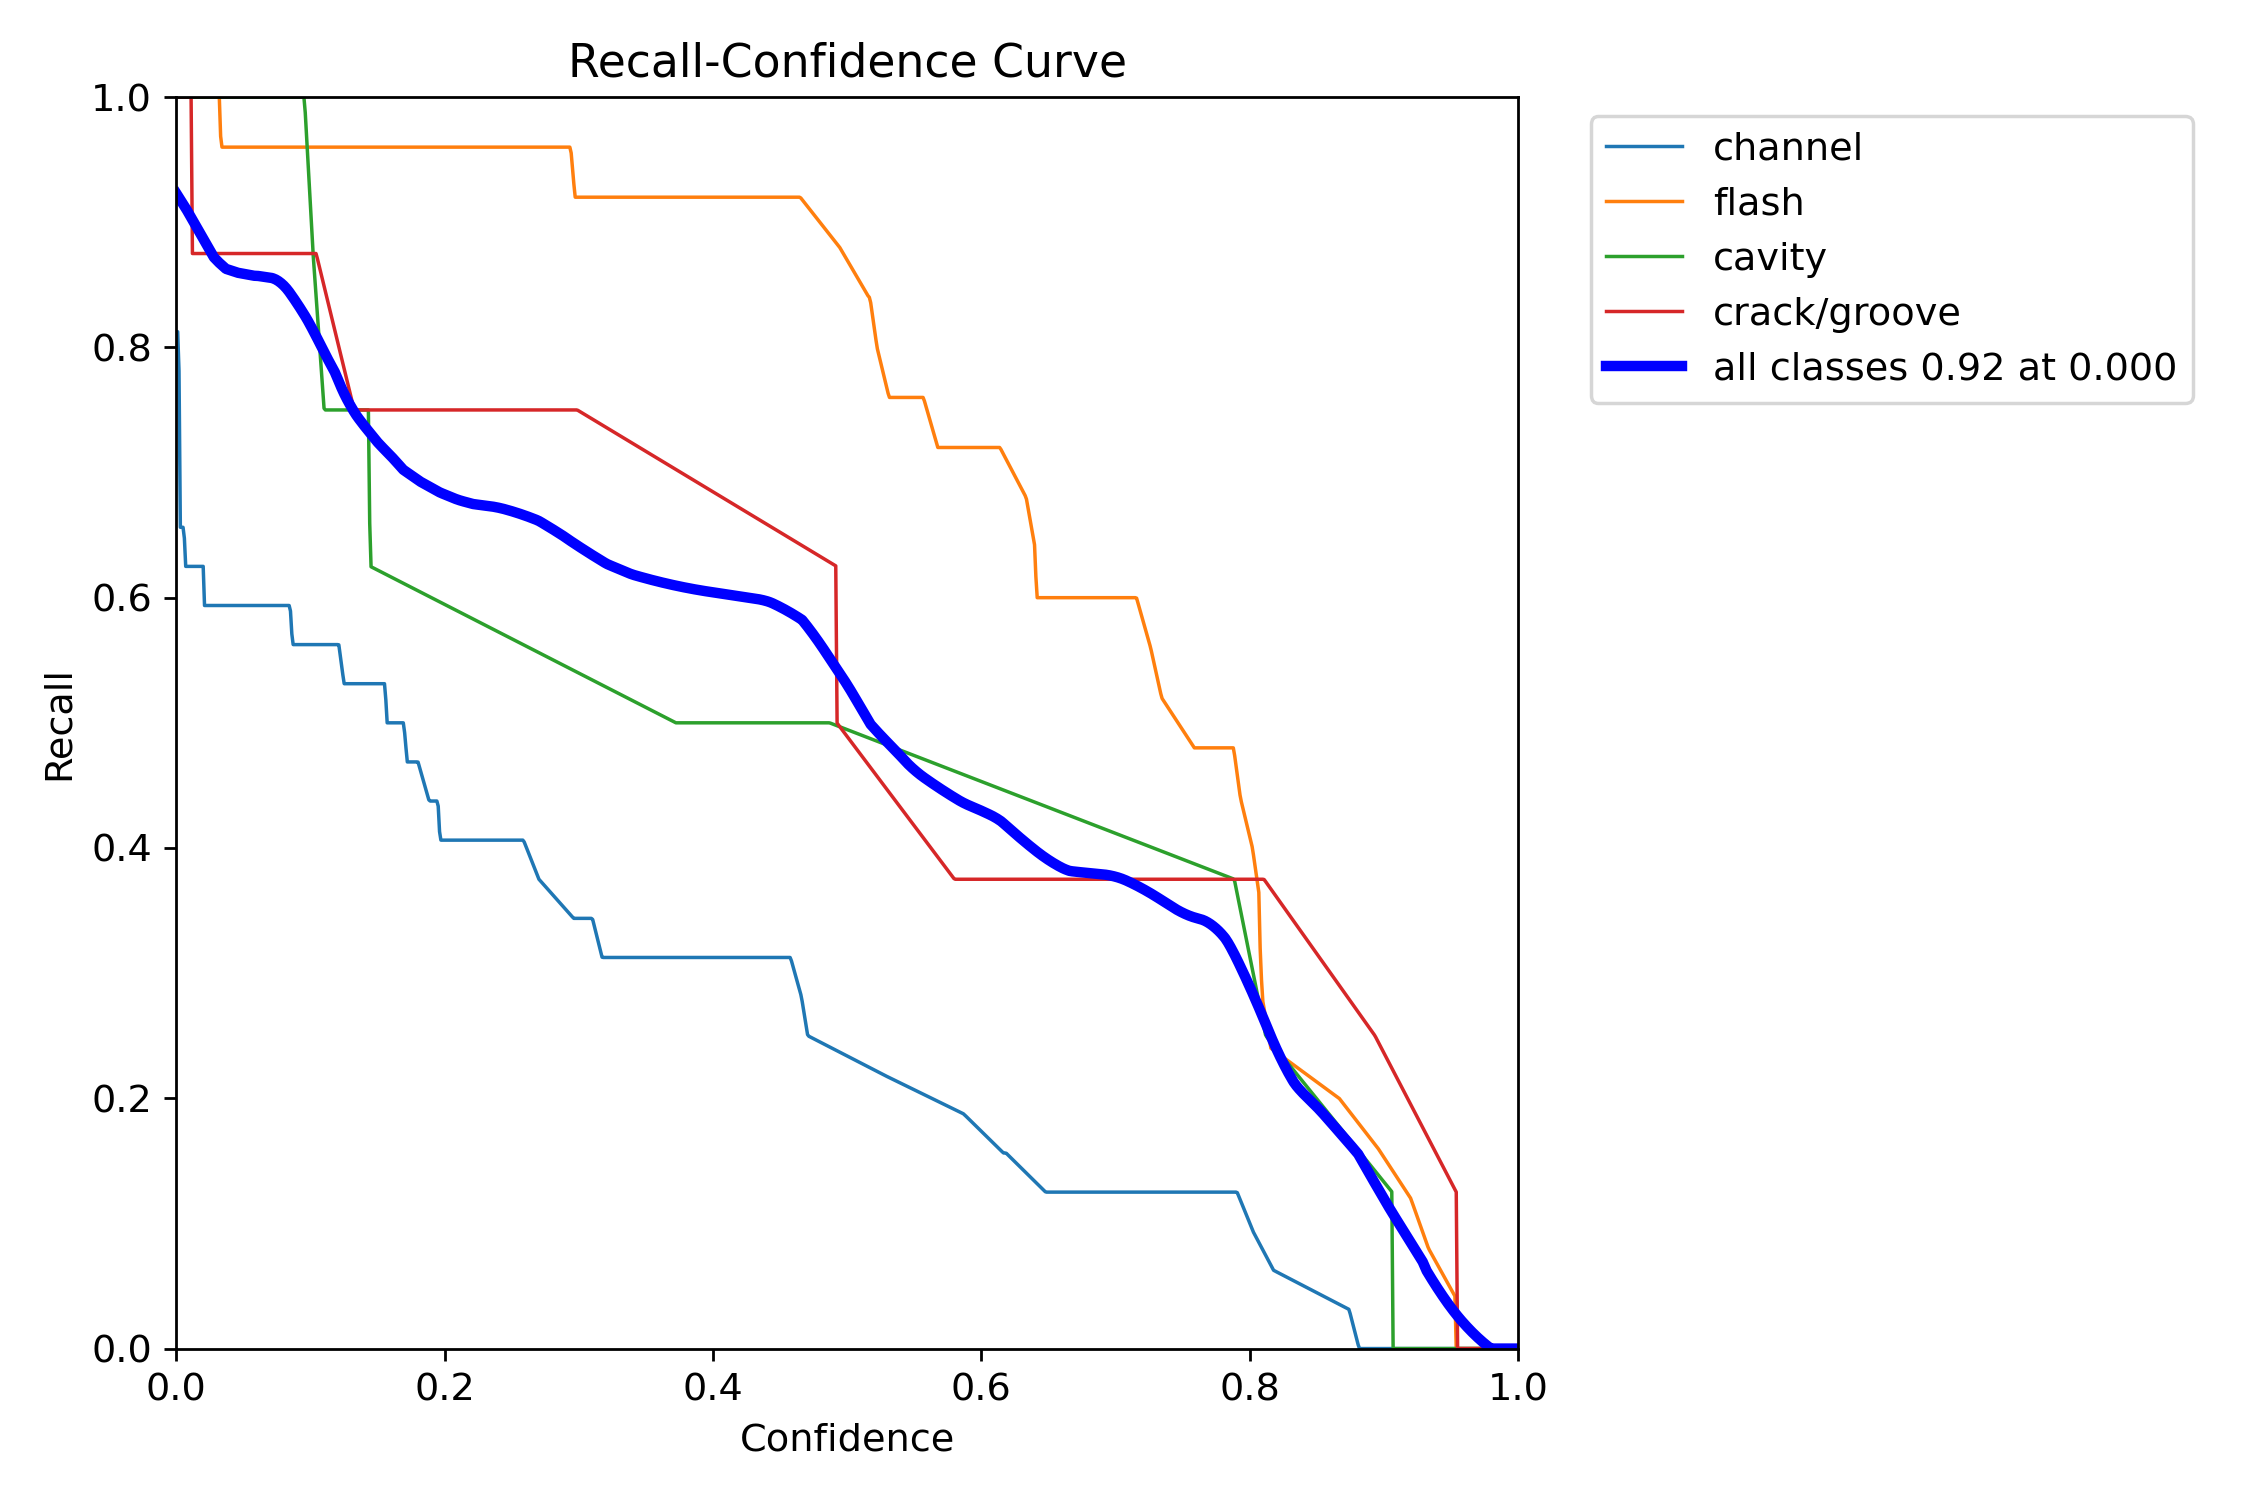 Recall-Confidence Curve
1.0
0.8
0.6
0.4
0.2
0.0
Recall
0.0 0.2 0.4 0.6 0.8 1.0
Confidence
channel
flash
cavity
crack/groove
all classes 0.92 at 0.000